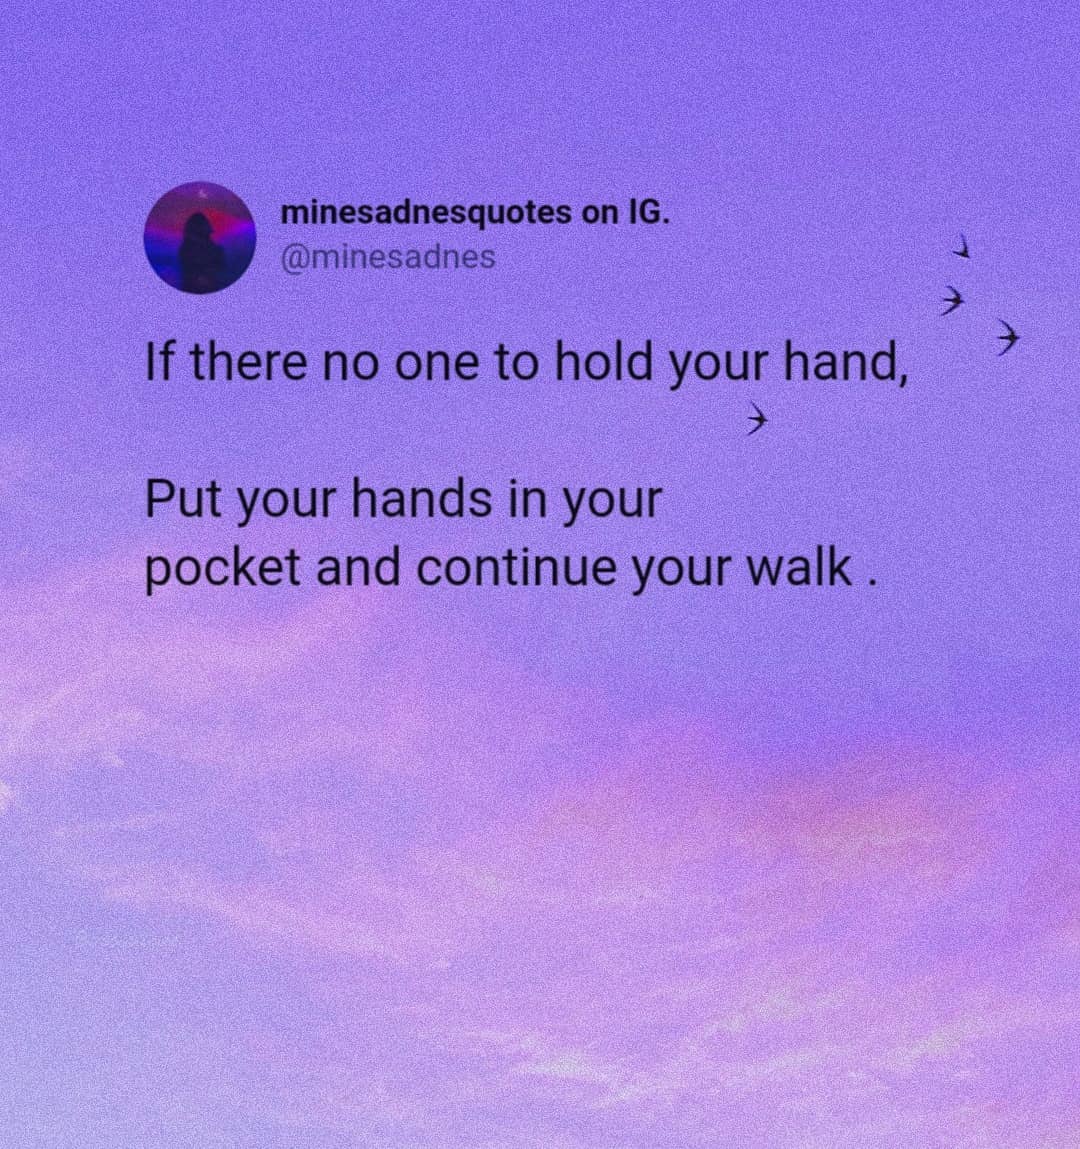 minesadnesquotes on IG.
@minesadnes
If there no one to hold your hand,
Put your hands in your
pocket and continue your walk .